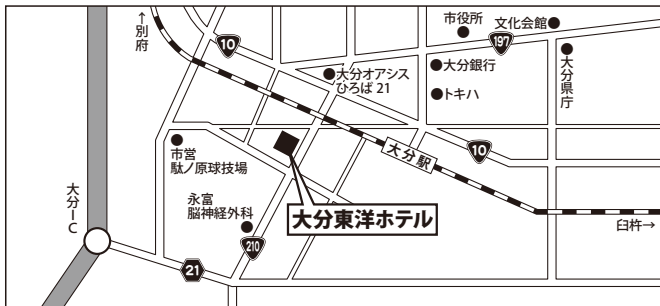 ↑別府
10
市役所
文化会館
197
大分オアシス
ひろば21
大分銀行
トキハ
大分県庁
市営
駄ノ原球技場
大分駅
10
大分IC
永富
脳神経外科
大分東洋ホテル
210
臼杵→
21